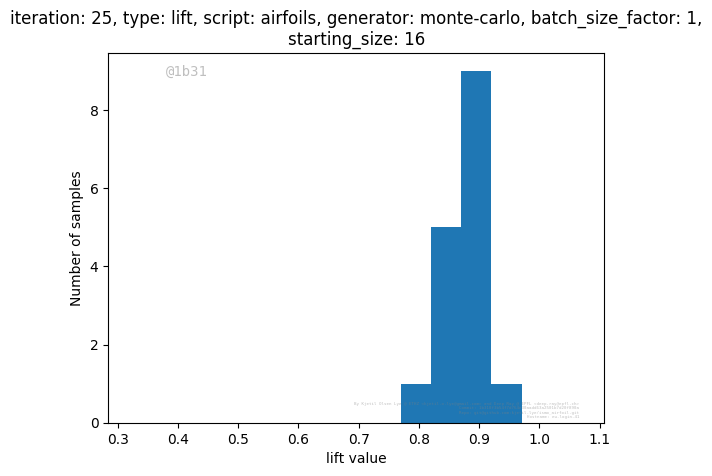 iteration: 25, type: lift, script: airfoils, generator: monte-carlo, batch_size_factor: 1,
starting_size: 16
@1b31
8
6
4
2
0
Number of samples
0.3 0.4 0.5 0.6 0.7 0.8 0.9 1.0 1.1
lift value